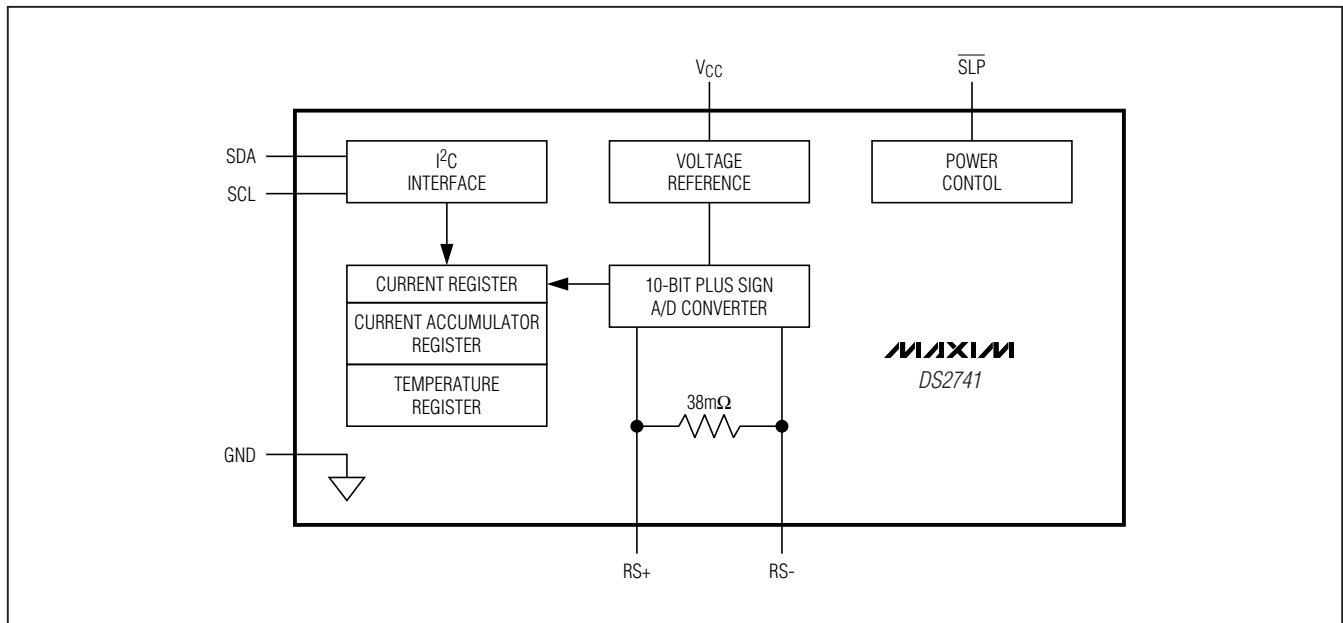 VCC
SLP
SDA
SCL
I2C
INTERFACE
VOLTAGE
REFERENCE
POWER
CONTOL
CURRENT REGISTER
CURRENT ACCUMULATOR
REGISTER
TEMPERATURE
REGISTER
10-BIT PLUS SIGN
A/D CONVERTER
MAXIM
DS2741
38mΩ
GND
RS+
RS-